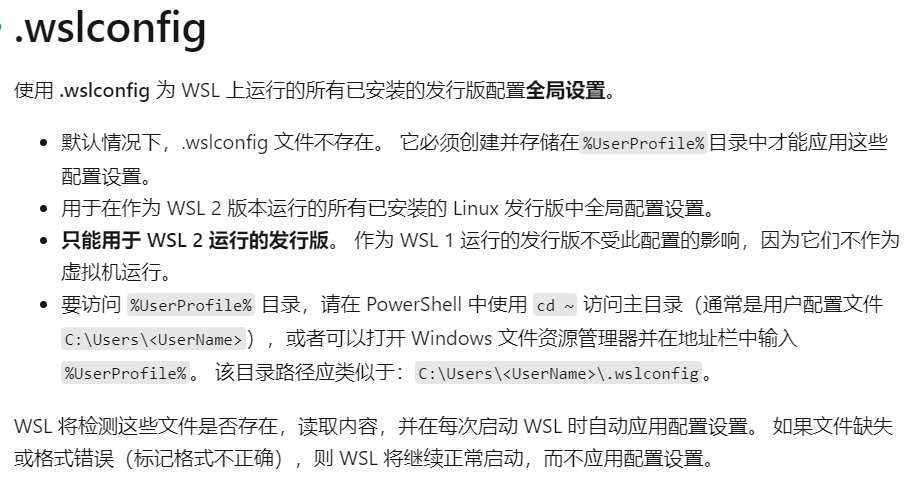 .wslconfig
使用 .wslconfig 为 WSL 上运行的所有已安装的发行版配置全局设置。
• 默认情况下，.wslconfig 文件不存在。 它必须创建并存储在%UserProfile%目录中才能应用这些
配置设置。
• 用于在作为 WSL 2 版本运行的所有已安装的 Linux 发行版中全局配置设置。
• 只能用于 WSL 2 运行的发行版。 作为 WSL 1 运行的发行版不受此配置的影响，因为它们不作为
虚拟机运行。
• 要访问 %UserProfile% 目录，请在 PowerShell 中使用 cd ~ 访问主目录（通常是用户配置文件
C:\Users\<UserName>），或者可以打开 Windows 文件资源管理器并在地址栏中输入
%UserProfile%。 该目录路径应类似于：C:\Users\<UserName>\.wslconfig。
WSL 将检测这些文件是否存在，读取内容，并在每次启动 WSL 时自动应用配置设置。 如果文件缺失
或格式错误（标记格式不正确），则 WSL 将继续正常启动，而不应用配置设置。